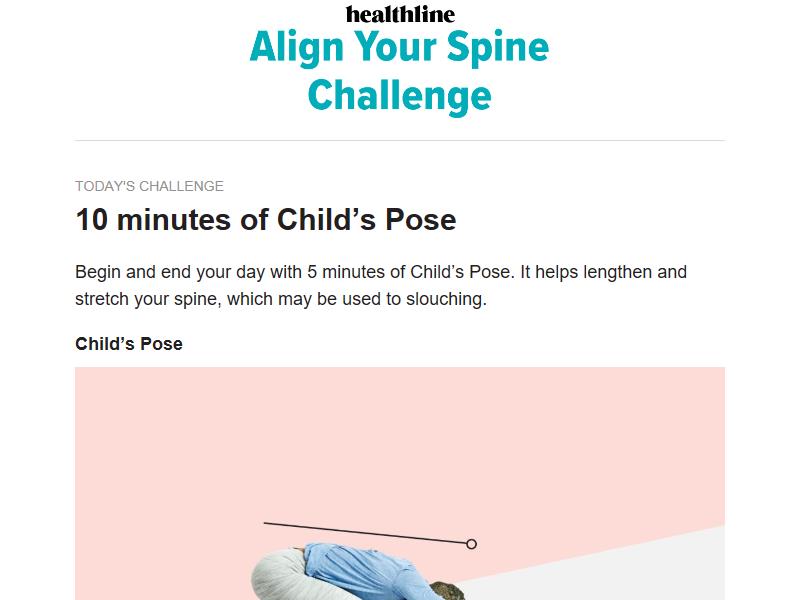 healthline
Align Your Spine
Challenge
TODAY'S CHALLENGE
10 minutes of Child’s Pose
Begin and end your day with 5 minutes of Child’s Pose. It helps lengthen and
stretch your spine, which may be used to slouching.
Child’s Pose